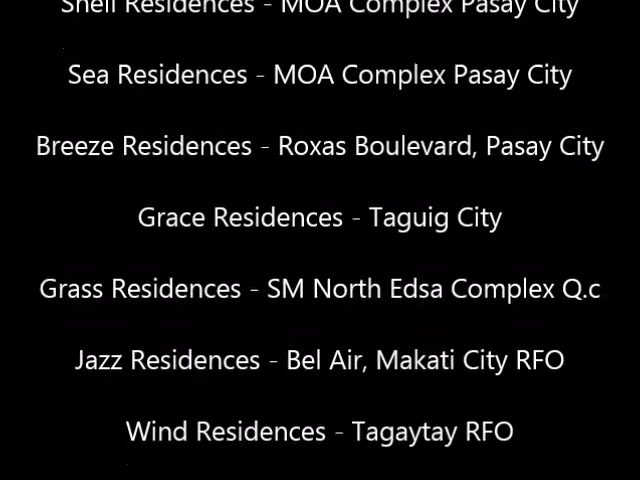 Shell Residences - MOA Complex Pasay City
Sea Residences - MOA Complex Pasay City
Breeze Residences - Roxas Boulevard, Pasay City
Grace Residences - Taguig City
Grass Residences - SM North Edsa Complex Q.c
Jazz Residences - Bel Air, Makati City RFO
Wind Residences - Tagaytay RFO